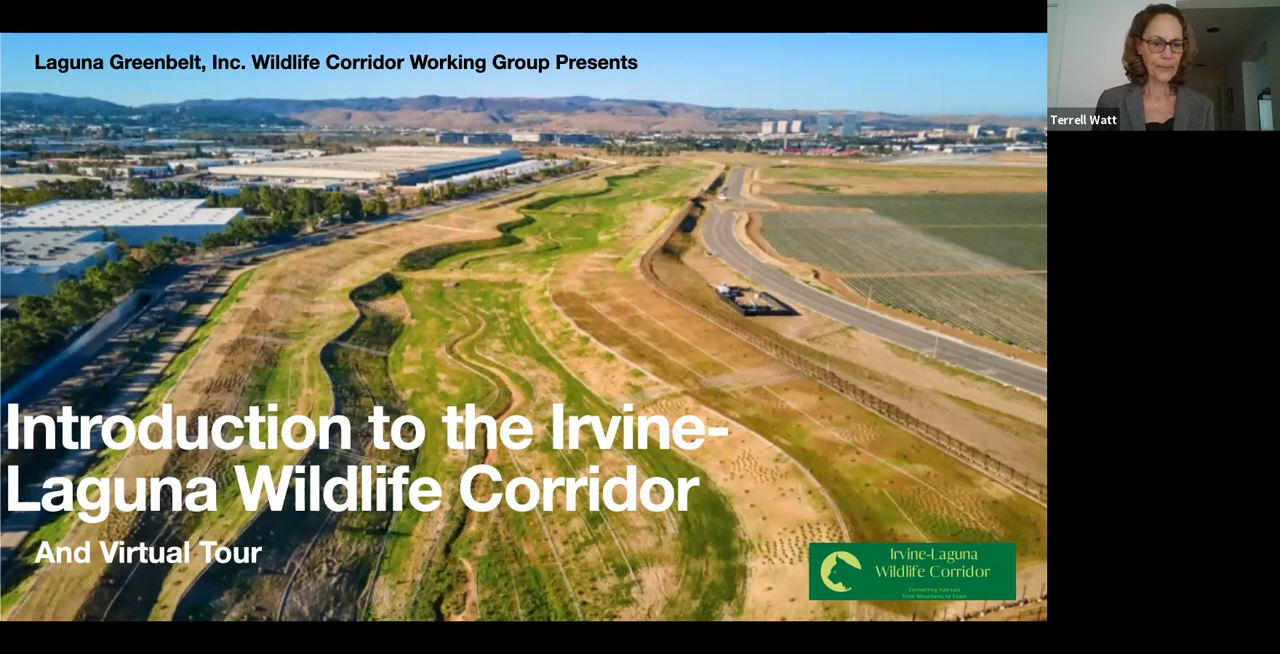 Laguna Greenbelt, Inc. Wildlife Corridor Working Group Presents
Terrell Watt
Introduction to the Irvine-
Laguna Wildlife Corridor
And Virtual Tour
Irvine-Laguna
Wildlife Corridor
Connecting Habitats
from Mountains to Coast